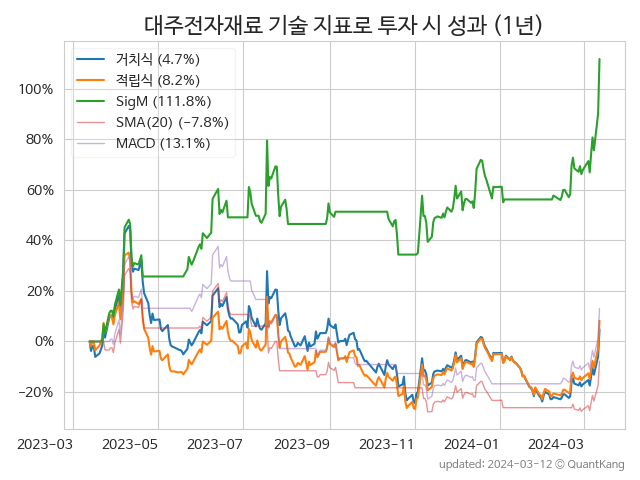 대주전자재료 기술 지표로 투자 시 성과 (1년)
거치식 (4.7%)
적립식 (8.2%)
SigM (111.8%)
SMA(20) (−7.8%)
MACD (13.1%)
100%
80%
60%
40%
20%
0%
−20%
2023-03
2023-05
2023-07
2023-09
2023-11
2024-01
2024-03
updated: 2024-03-12 © QuantKang